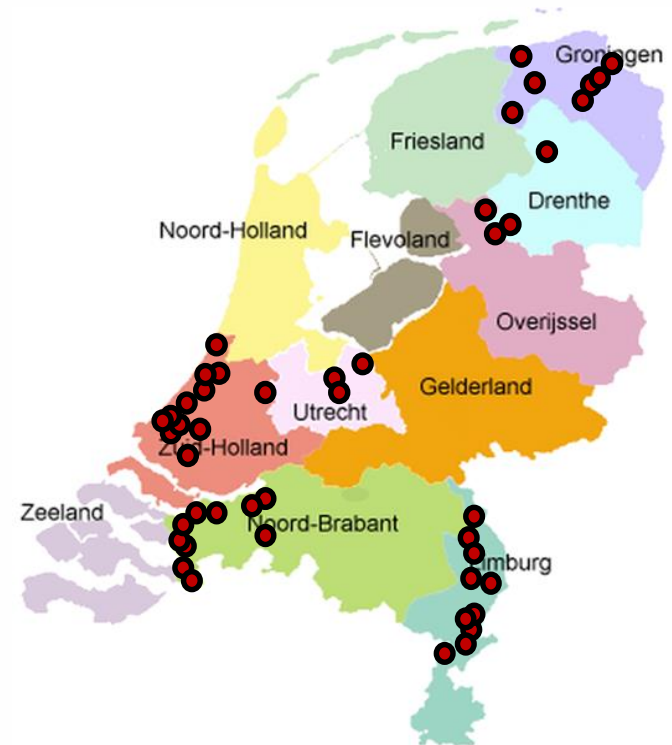 Groningen
Friesland
Drenthe
Noord-Holland
Flevoland
Overijssel
Gelderland
Utrecht
Zuid-Holland
Zeeland
Noord-Brabant
Limburg